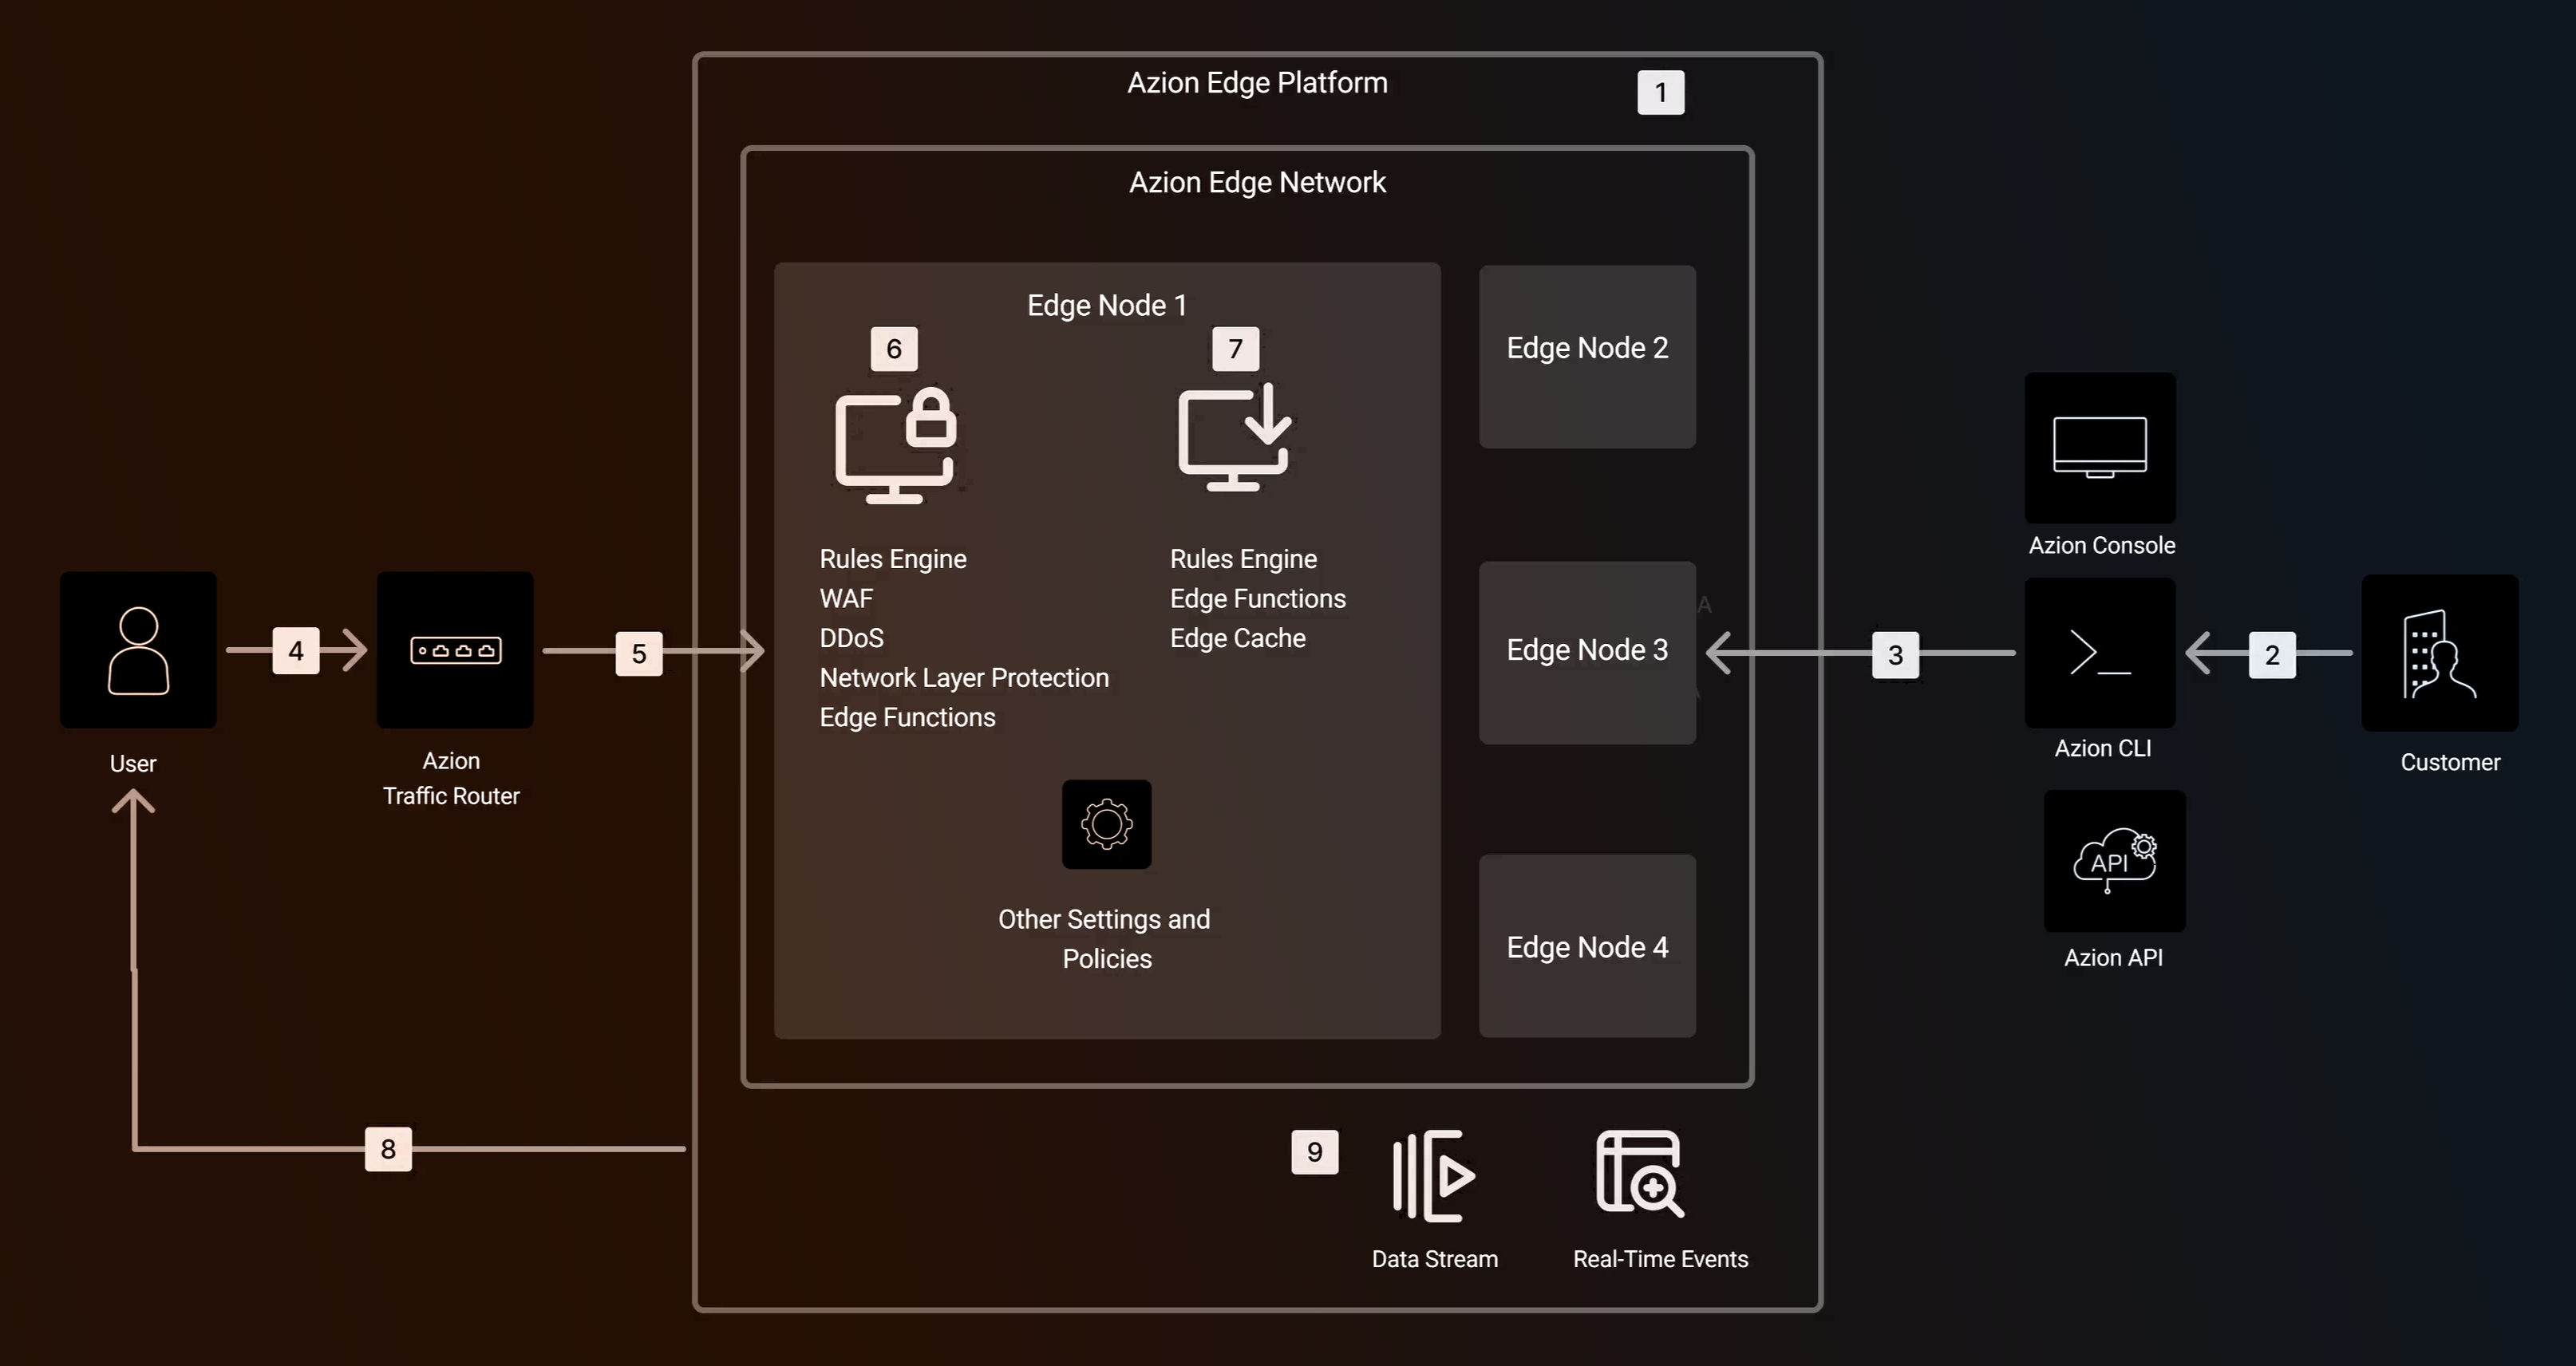 Azion Edge Platform
1
Azion Edge Network
Edge Node 1
6
7
Rules Engine
WAF
DDoS
Network Layer Protection
Edge Functions
Rules Engine
Edge Functions
Edge Cache
Other Settings and
Policies
Edge Node 2
Edge Node 3
Edge Node 4
User
4
Azion
Traffic Router
5
8
9
Data Stream
Real-Time Events
3
Azion Console
Azion CLI
API
Azion API
2
Customer